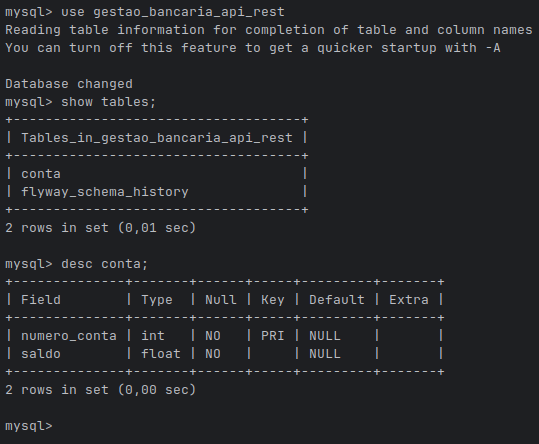 mysql> use gestao_bancaria_api_rest
Reading table information for completion of table and column names
You can turn off this feature to get a quicker startup with -A

Database changed
mysql> show tables;
+------------------------------------+
| Tables_in_gestao_bancaria_api_rest |
+------------------------------------+
| conta                              |
| flyway_schema_history              |
+------------------------------------+
2 rows in set (0,01 sec)

mysql> desc conta;
+--------------+-------+------+-----+---------+-------+
| Field        | Type  | Null | Key | Default | Extra |
+--------------+-------+------+-----+---------+-------+
| numero_conta | int   | NO   | PRI | NULL    |       |
| saldo        | float | NO   |     | NULL    |       |
+--------------+-------+------+-----+---------+-------+
2 rows in set (0,00 sec)

mysql>